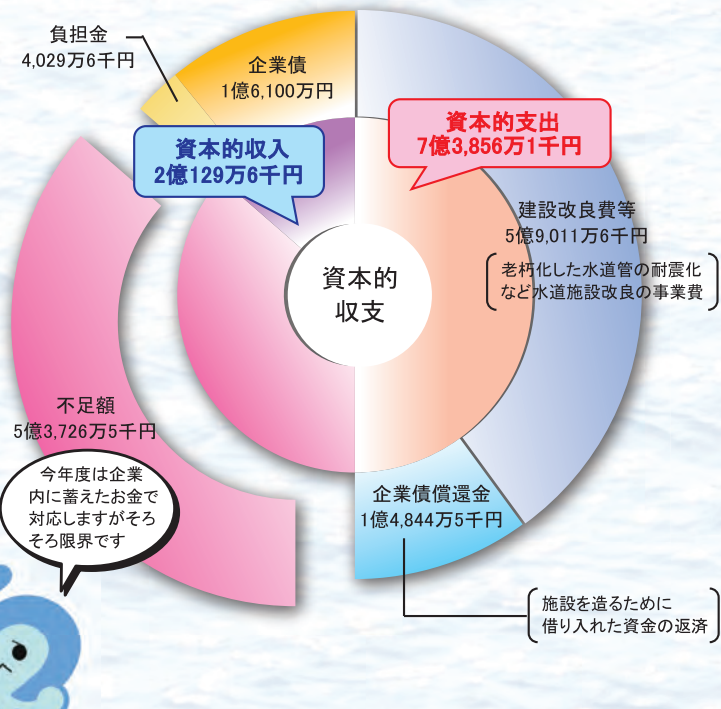 負担金
4,029万6千円
企業債
1億6,100万円
資本的収入
2億129万6千円
資本的支出
7億3,856万1千円
建設改良費等
5億9,011万6千円
老朽化した水道管の耐震化
など水道施設改良の事業費
資本的
収支
不足額
5億3,726万5千円
今年度は企業
内に蓄えたお金で
対応しますがそろ
そろ限界です
企業債償還金
1億4,844万5千円
施設を造るために
借り入れた資金の返済